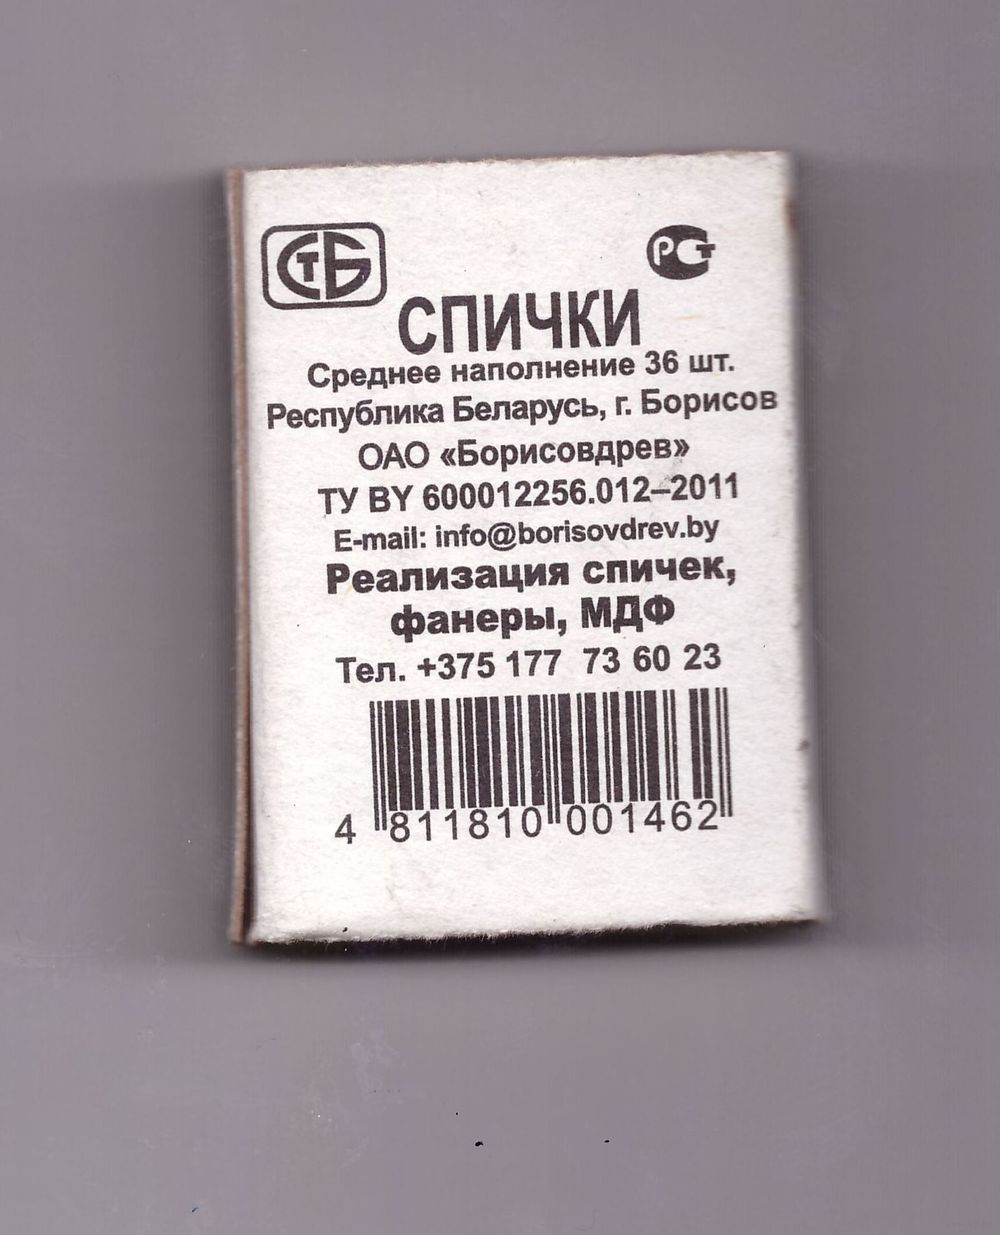 СТБ РСТ
СПИЧКИ
Среднее наполнение 36 шт.
Республика Беларусь, г. Борисов
ОАО «Борисовдрев»
ТУ BY 600012256.012–2011
E-mail: info@borisovdrev.by
Реализация спичек,
фанеры, МДФ
Тел. +375 177 73 60 23
4 811810 001462